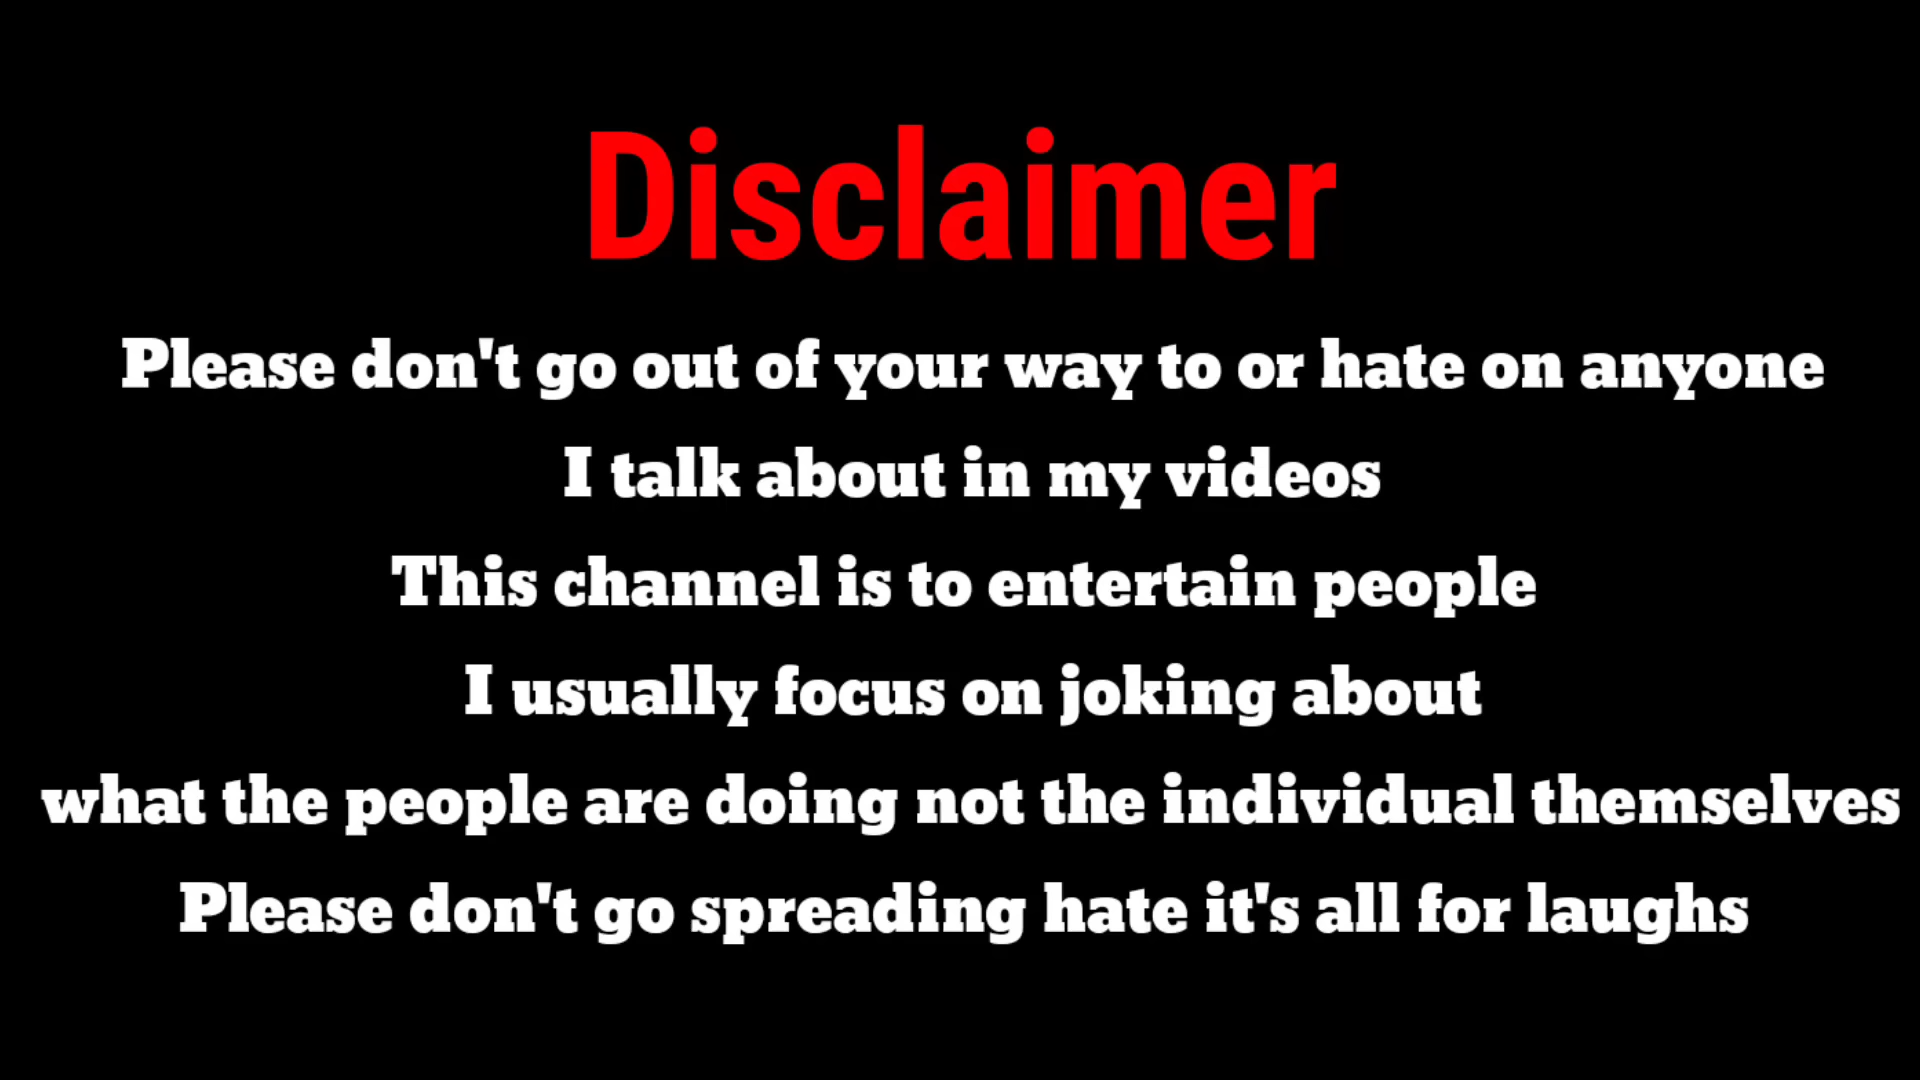 Disclaimer
Please don't go out of your way to or hate on anyone
I talk about in my videos
This channel is to entertain people
I usually focus on joking about
what the people are doing not the individual themselves
Please don't go spreading hate it's all for laughs